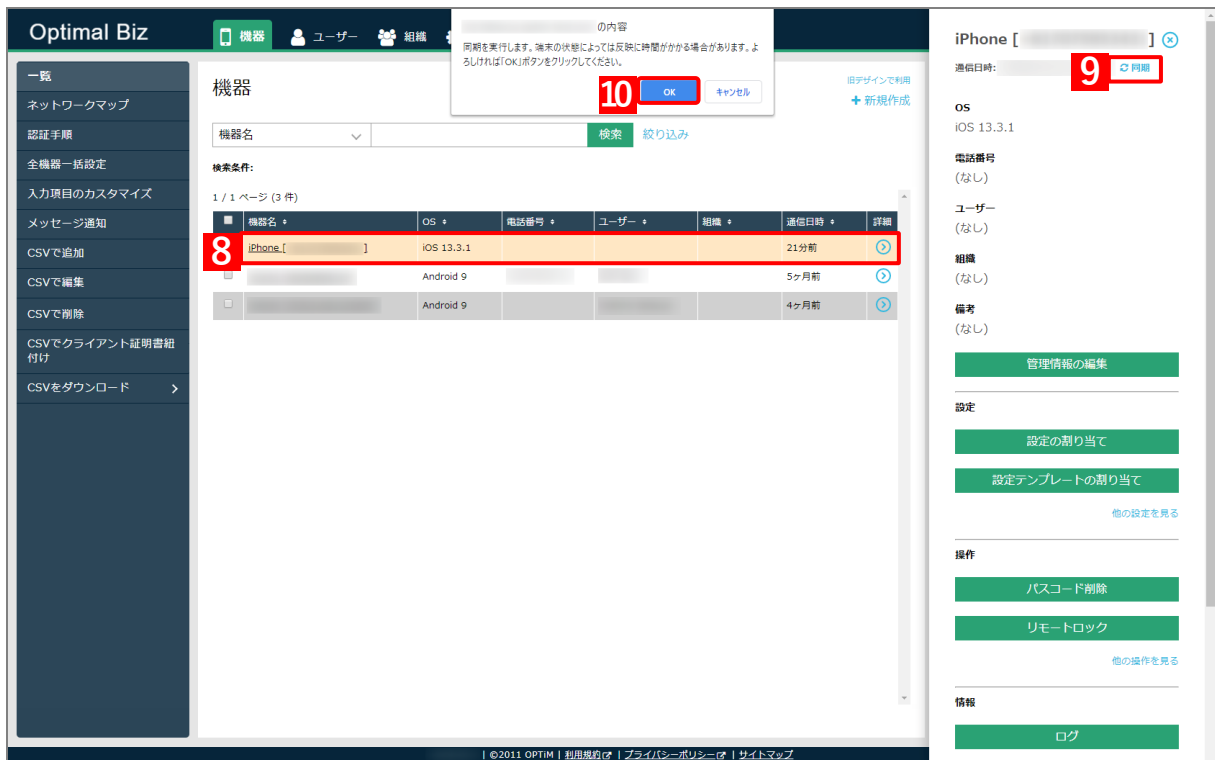 Optimal Biz
機器
ユーザー
組織
の内容
同期を実行します。端末の状態によっては反映に時間がかかる場合があります。よ
ろしければ「OK」ボタンをクリックしてください。
10
OK
キャンセル
一覧
ネットワークマップ
認証手順
全機器一括設定
入力項目のカスタマイズ
メッセージ通知
CSVで追加
CSVで編集
CSVで削除
CSVでクライアント証明書紐
付け
CSVをダウンロード
機器
旧デザインで利用
新規作成
機器名
検索
絞り込み
検索条件:
1 / 1 ページ (3 件)
機器名 OS 電話番号 ユーザー 組織 通信日時 詳細
8
iPhone [ ] iOS 13.3.1 21分前
Android 9 5ヶ月前
Android 9 4ヶ月前
iPhone [ ]
通信日時:
9
同期
OS
iOS 13.3.1
電話番号
(なし)
ユーザー
(なし)
組織
(なし)
備考
(なし)
管理情報の編集
設定
設定の割り当て
設定テンプレートの割り当て
他の設定を見る
操作
パスコード削除
リモートロック
他の操作を見る
情報
ログ
| ©2011 OPTiM | 利用規約 | プライバシーポリシー | サイトマップ